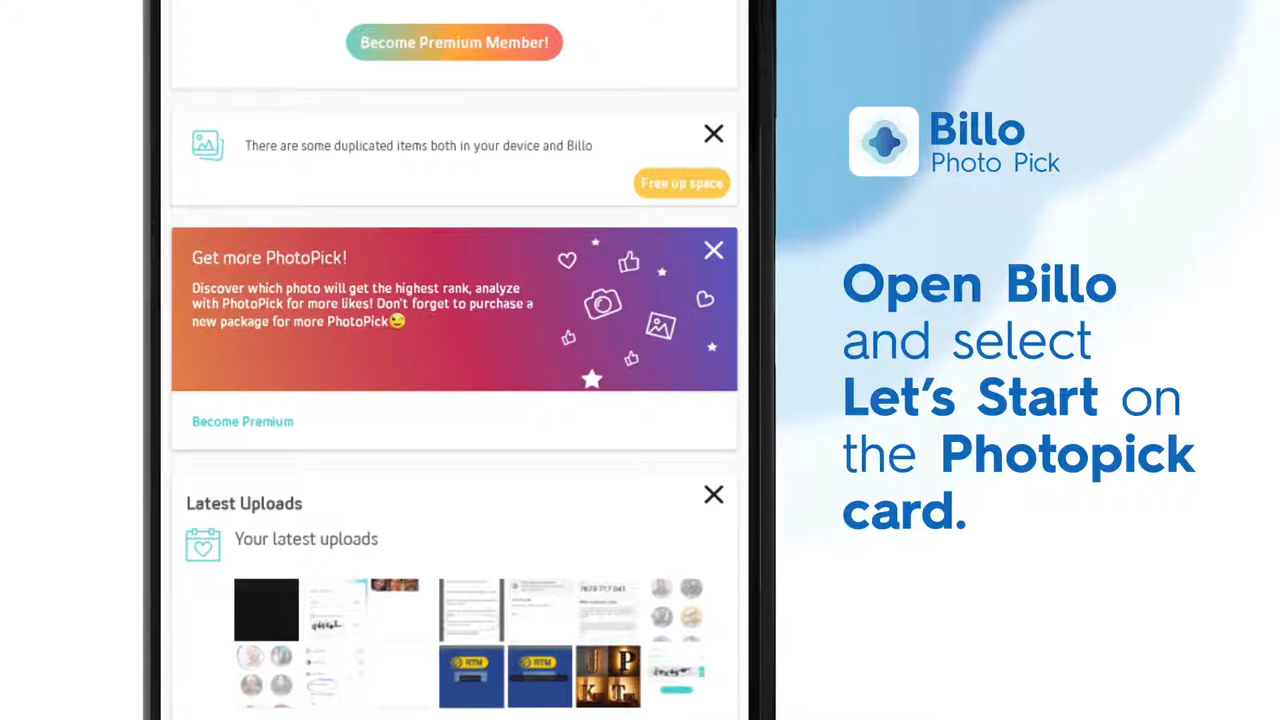 Become Premium Member!
There are some duplicated items both in your device and Billo
Free up space
Get more PhotoPick!
Discover which photo will get the highest rank, analyze
with PhotoPick for more likes! Don't forget to purchase a
new package for more PhotoPick😉
Become Premium
Latest Uploads
Your latest uploads
RTM
RTM
J P
K T
Billo
Photo Pick
Open Billo
and select
Let's Start on
the Photopick
card.